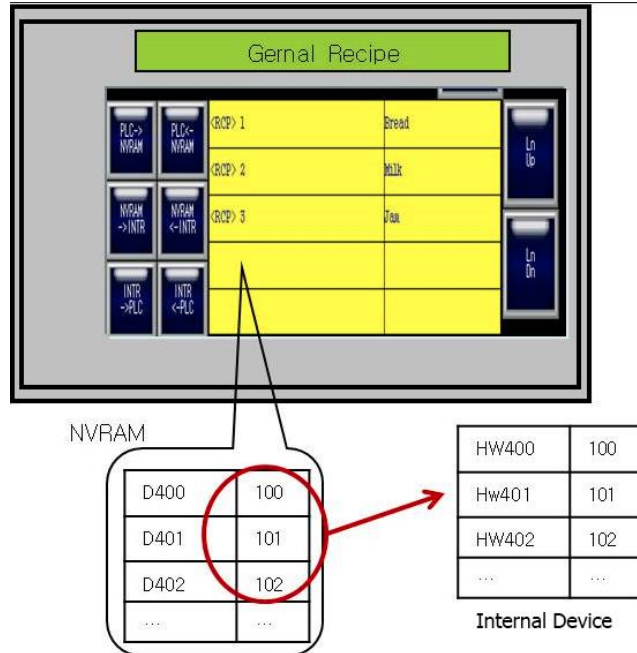 Gernal Recipe
PLC->
NVRAM
PLC<-
NVRAM
<RCP> 1
Bread
Ln
Up
<RCP> 2
Milk
NVRAM
->INTR
NVRAM
<-INTR
<RCP> 3
Jam
Ln
Dn
INTR
->PLC
INTR
<-PLC
NVRAM
D400 100
D401 101
D402 102
... ...
HW400 100
Hw401 101
HW402 102
... ...
Internal Device